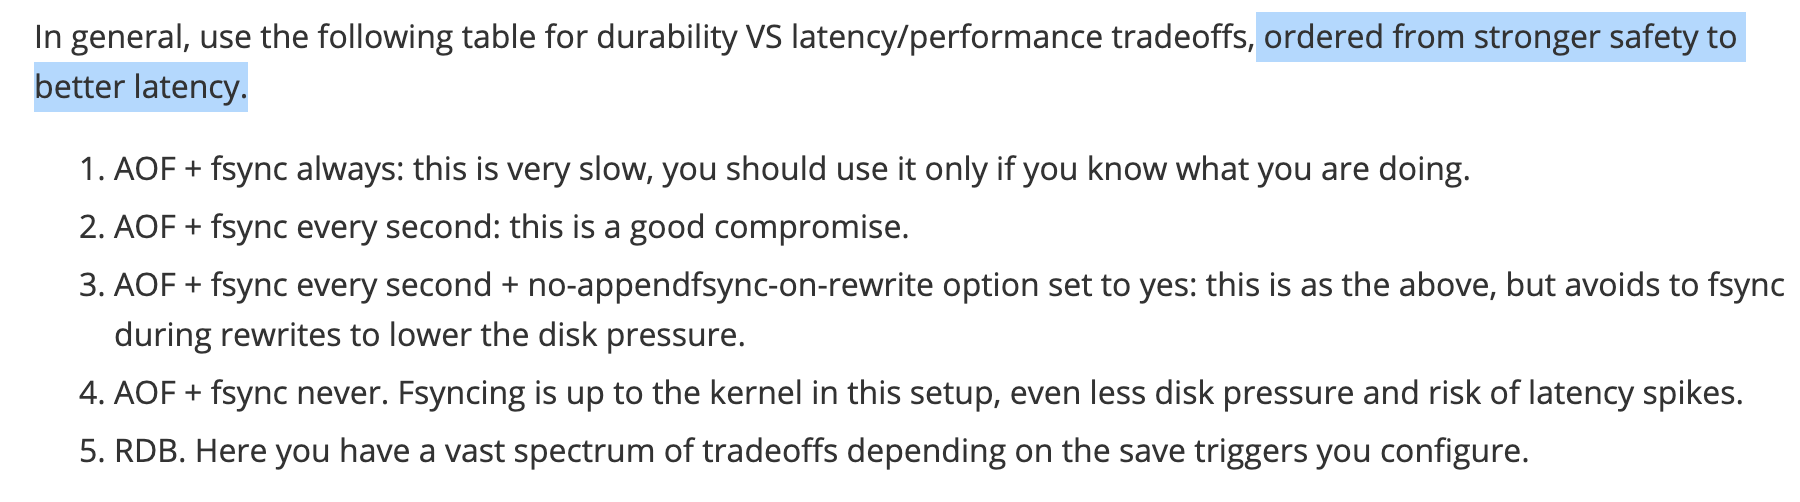 In general, use the following table for durability VS latency/performance tradeoffs, ordered from stronger safety to
better latency.
1. AOF + fsync always: this is very slow, you should use it only if you know what you are doing.
2. AOF + fsync every second: this is a good compromise.
3. AOF + fsync every second + no-appendfsync-on-rewrite option set to yes: this is as the above, but avoids to fsync
during rewrites to lower the disk pressure.
4. AOF + fsync never. Fsyncing is up to the kernel in this setup, even less disk pressure and risk of latency spikes.
5. RDB. Here you have a vast spectrum of tradeoffs depending on the save triggers you configure.